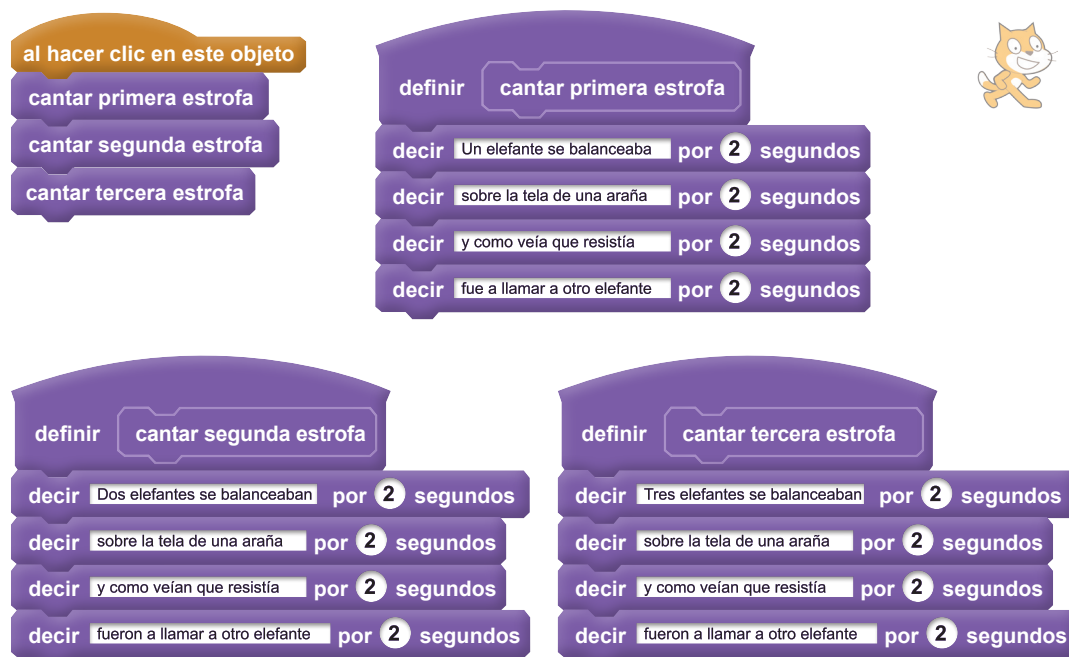 al hacer clic en este objeto
cantar primera estrofa
cantar segunda estrofa
cantar tercera estrofa
definir cantar primera estrofa
decir Un elefante se balanceaba por 2 segundos
decir sobre la tela de una araña por 2 segundos
decir y como veía que resistía por 2 segundos
decir fue a llamar a otro elefante por 2 segundos
definir cantar segunda estrofa
decir Dos elefantes se balanceaban por 2 segundos
decir sobre la tela de una araña por 2 segundos
decir y como veían que resistía por 2 segundos
decir fueron a llamar a otro elefante por 2 segundos
definir cantar tercera estrofa
decir Tres elefantes se balanceaban por 2 segundos
decir sobre la tela de una araña por 2 segundos
decir y como veían que resistía por 2 segundos
decir fueron a llamar a otro elefante por 2 segundos